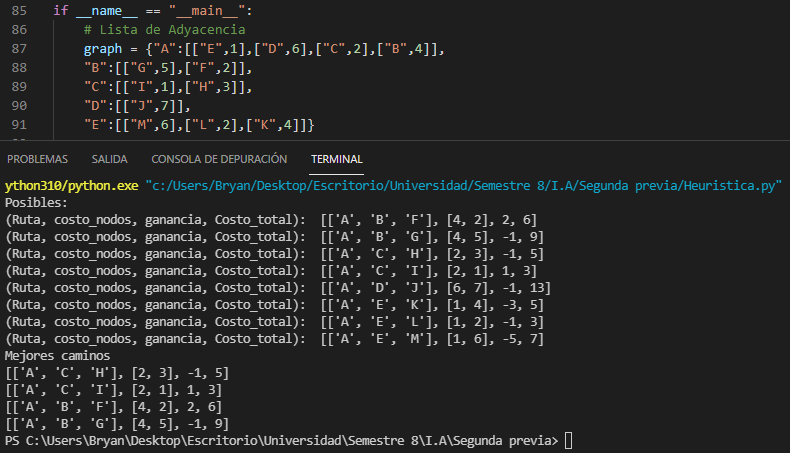 85 if __name__ == "__main__":
86 # Lista de Adyacencia
87 graph = {"A":[["E",1],["D",6],["C",2],["B",4]],
88 "B":[["G",5],["F",2]],
89 "C":[["I",1],["H",3]],
90 "D":[["J",7]],
91 "E":[["M",6],["L",2],["K",4]]}
PROBLEMAS SALIDA CONSOLA DE DEPURACIÓN TERMINAL
ython310/python.exe "c:/Users/Bryan/Desktop/Escritorio/Universidad/Semestre 8/I.A/Segunda previa/Heuristica.py"
Posibles:
(Ruta, costo_nodos, ganancia, Costo_total): [['A', 'B', 'F'], [4, 2], 2, 6]
(Ruta, costo_nodos, ganancia, Costo_total): [['A', 'B', 'G'], [4, 5], -1, 9]
(Ruta, costo_nodos, ganancia, Costo_total): [['A', 'C', 'H'], [2, 3], -1, 5]
(Ruta, costo_nodos, ganancia, Costo_total): [['A', 'C', 'I'], [2, 1], 1, 3]
(Ruta, costo_nodos, ganancia, Costo_total): [['A', 'D', 'J'], [6, 7], -1, 13]
(Ruta, costo_nodos, ganancia, Costo_total): [['A', 'E', 'K'], [1, 4], -3, 5]
(Ruta, costo_nodos, ganancia, Costo_total): [['A', 'E', 'L'], [1, 2], -1, 3]
(Ruta, costo_nodos, ganancia, Costo_total): [['A', 'E', 'M'], [1, 6], -5, 7]
Mejores caminos
[['A', 'C', 'H'], [2, 3], -1, 5]
[['A', 'C', 'I'], [2, 1], 1, 3]
[['A', 'B', 'F'], [4, 2], 2, 6]
[['A', 'B', 'G'], [4, 5], -1, 9]
PS C:\Users\Bryan\Desktop\Escritorio\Universidad\Semestre 8\I.A\Segunda previa>